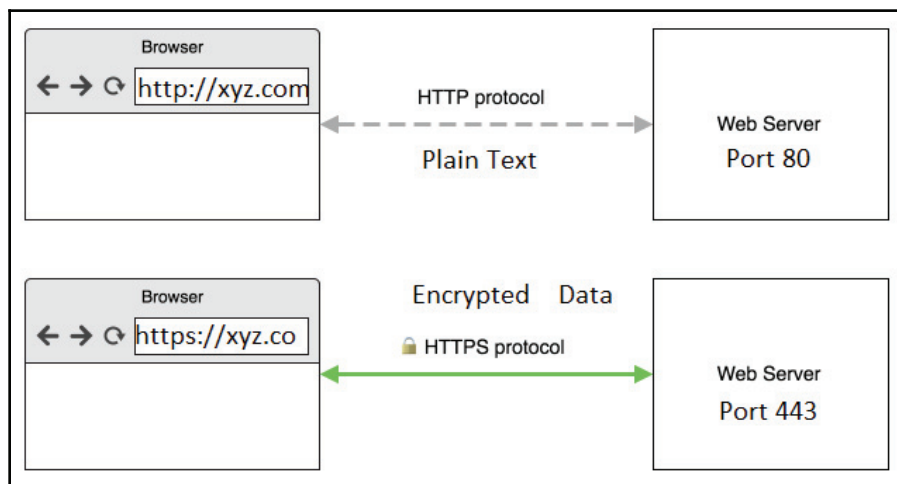 Browser
http://xyz.com
HTTP protocol
Plain Text
Web Server
Port 80
Browser
https://xyz.co
Encrypted Data
HTTPS protocol
Web Server
Port 443